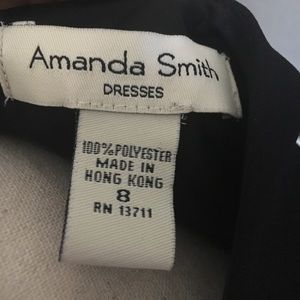 Amanda Smith
DRESSES
100% POLYESTER
MADE IN
HONG KONG
8
RN 13711